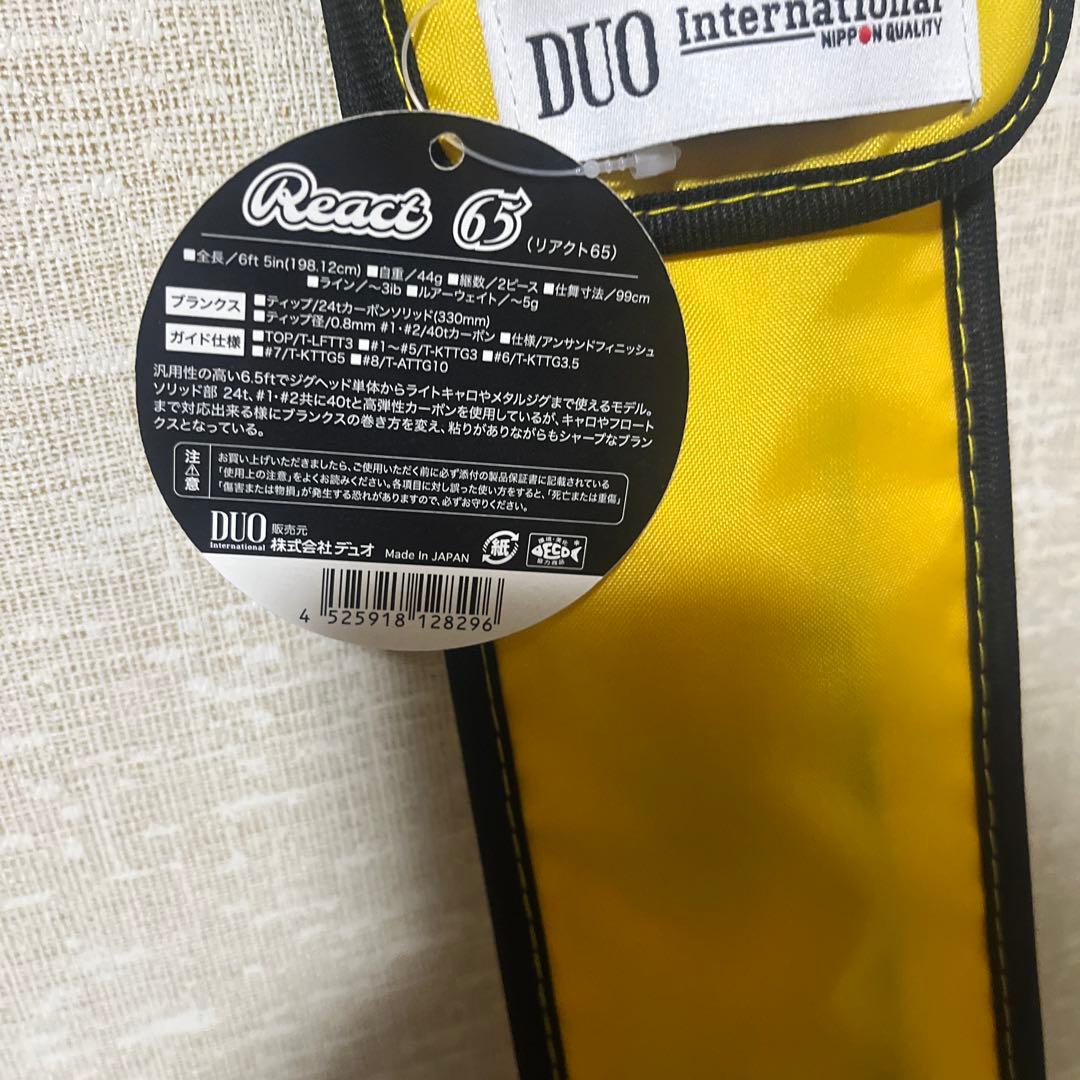 DUO International
NIPPON QUALITY
React 65
(リアクト65)
■全長/6ft 5in(198.12cm) ■自重/44g ■継数/2ピース ■仕舞寸法/99cm
■ライン/〜3ib ■ルアーウェイト/〜5g
ブランクス ■ティップ/24tカーボンソリッド(330mm)
■ティップ径/0.8mm #1・#2/40tカーボン ■仕様/アンサンドフィニッシュ
ガイド仕様 ■TOP/T-LFTT3 ■#1〜#5/T-KTTG3 ■#6/T-KTTG3.5
■#7/T-KTTG5 ■#8/T-ATTG10
汎用性の高い6.5ftでジグヘッド単体からライトキャロやメタルジグまで使えるモデル。
ソリッド部 24t、#1・#2共に40tと高弾性カーボンを使用しているが、キャロやフロート
まで対応出来る様にブランクスの巻き方を変え、粘りがありながらもシャープなブラン
クスとなっている。
注意
お買い上げいただきましたら、ご使用いただく前に必ず添付の製品保証書に記載されている
「使用上の注意」をよくお読みください。各項目に対し誤った使い方をすると、「死亡または重傷」
「傷害または物損」が発生する恐れがありますので、必ずお守りください。
DUO International 販売元 株式会社デュオ Made In JAPAN
紙
ECO
協力商品
4 525918 128296